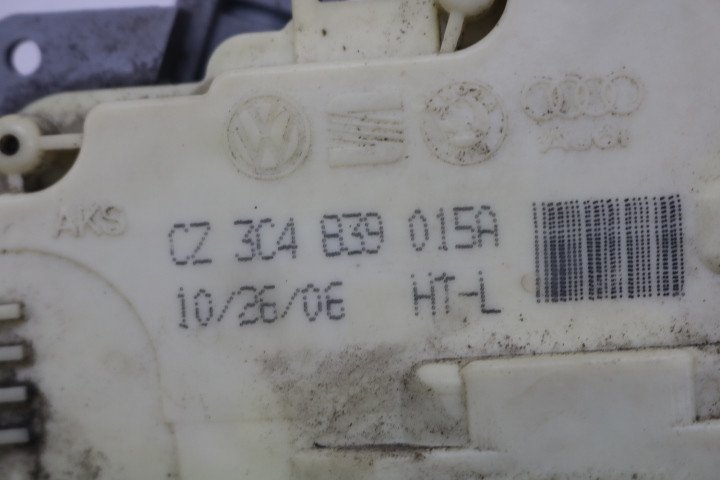 Audi
AKS
CZ 3C4 839 015A
10/26/06 HT-L